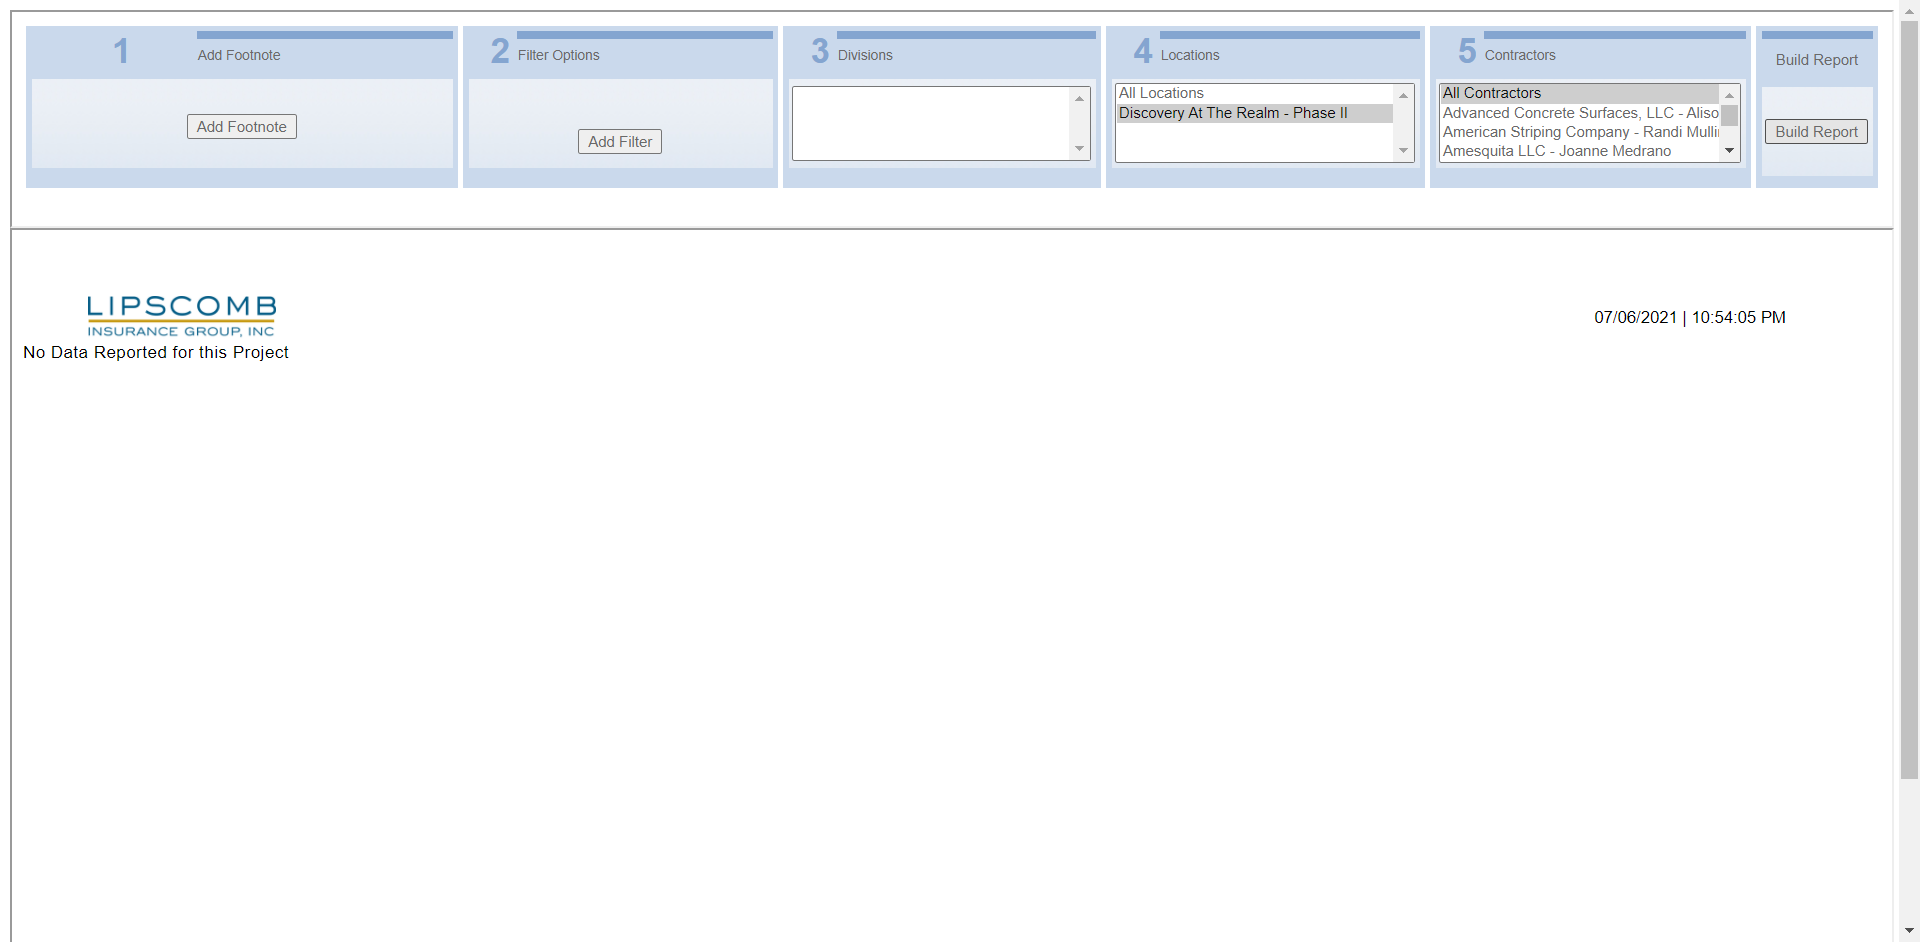 1 Add Footnote
Add Footnote
2 Filter Options
Add Filter
3 Divisions
4 Locations
All Locations
Discovery At The Realm - Phase II
5 Contractors
All Contractors
Advanced Concrete Surfaces, LLC - Aliso
American Striping Company - Randi Mulli
Amesquita LLC - Joanne Medrano
Build Report
Build Report
LIPSCOMB
INSURANCE GROUP, INC
07/06/2021 | 10:54:05 PM
No Data Reported for this Project